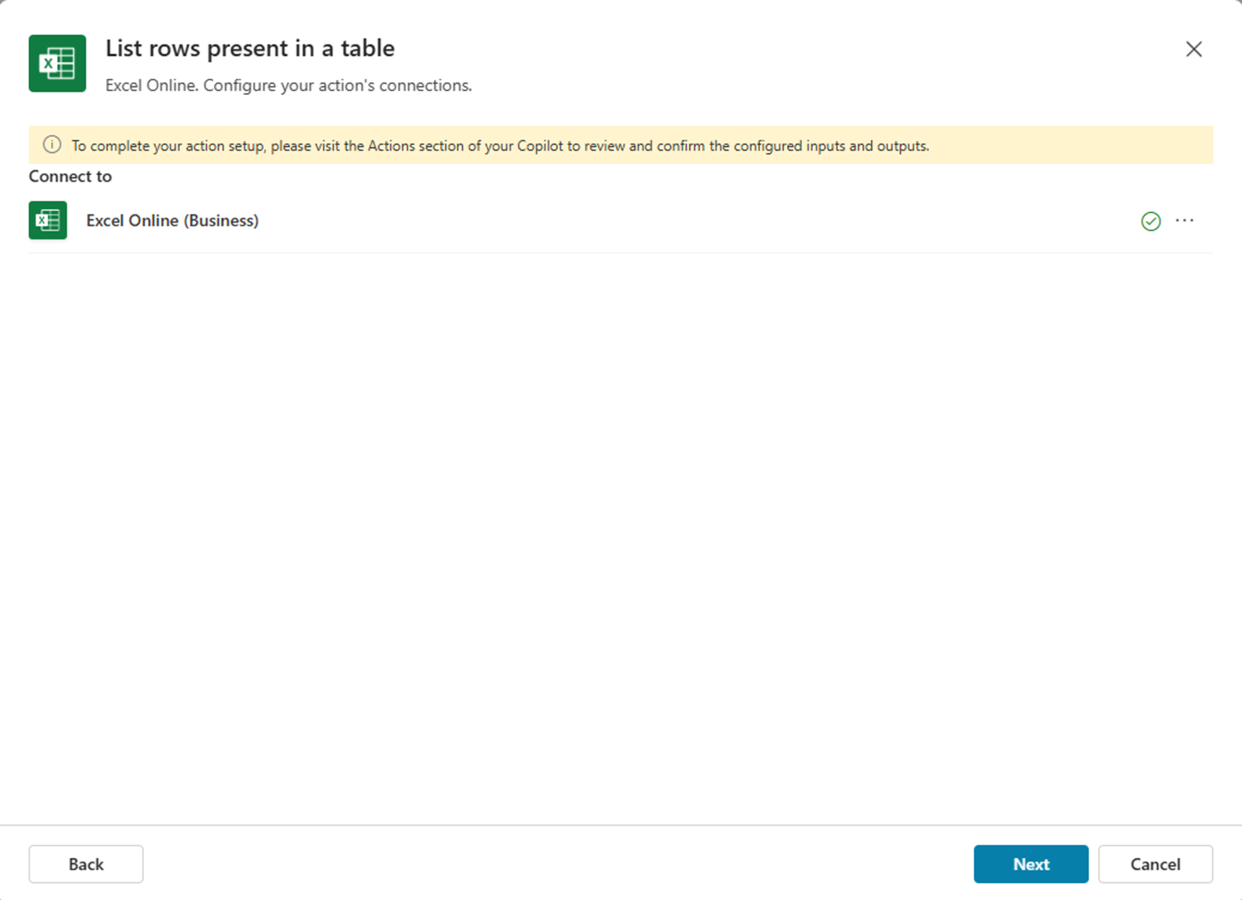 List rows present in a table
Excel Online. Configure your action's connections.
To complete your action setup, please visit the Actions section of your Copilot to review and confirm the configured inputs and outputs.
Connect to
Excel Online (Business)
Back
Next
Cancel